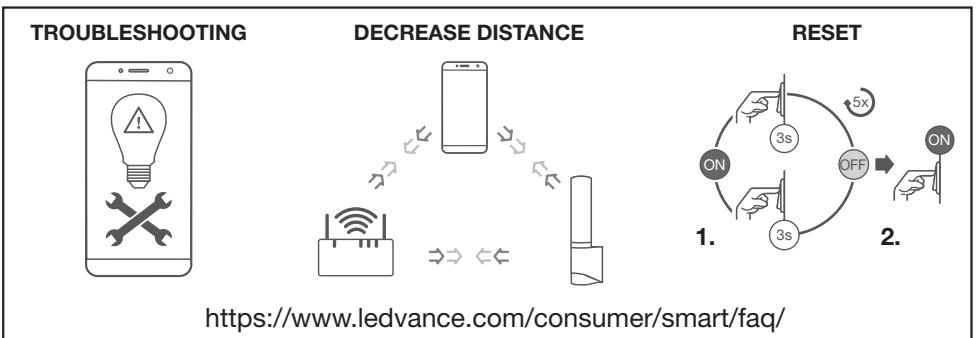 TROUBLESHOOTING
DECREASE DISTANCE
RESET
!
5x
3s
ON
ON
OFF
3s
1.
2.
https://www.ledvance.com/consumer/smart/faq/